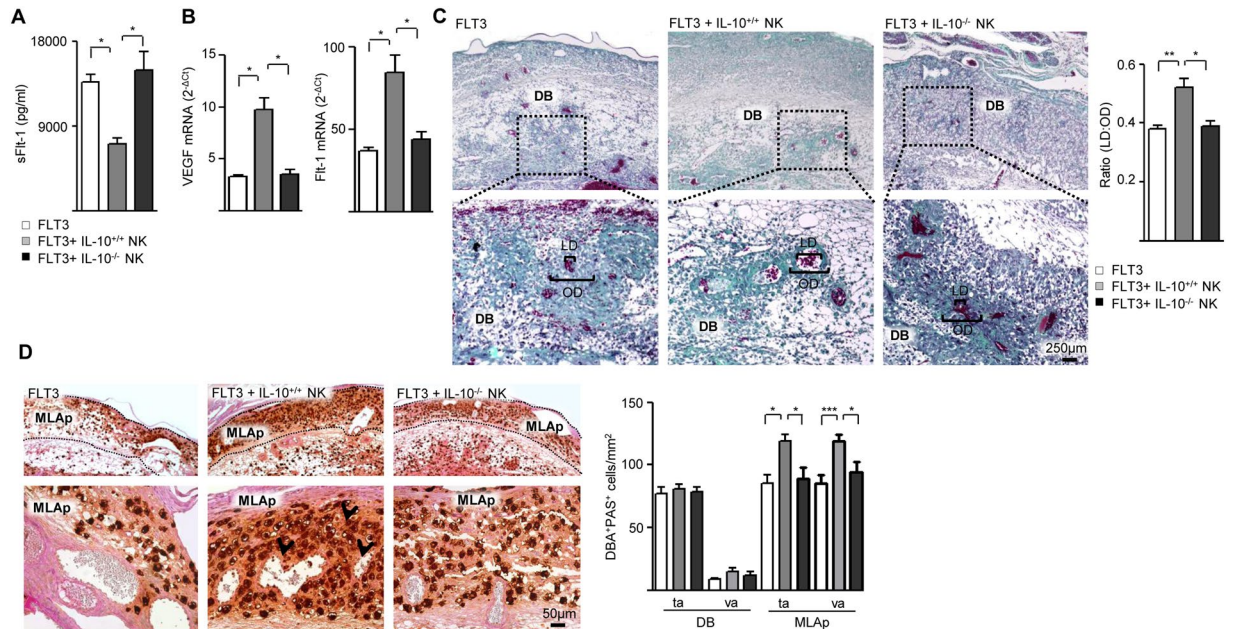 A
18000
9000
sFlt-1 (pg/ml)
*
*
FLT3
FLT3+ IL-10+/+ NK
FLT3+ IL-10-/- NK
B
15
10
5
VEGF mRNA (2-ΔCt)
*
*
100
50
Flt-1 mRNA (2-ΔCt)
*
*
C
FLT3
FLT3 + IL-10+/+ NK
FLT3 + IL-10-/- NK
DB
DB
DB
LD
OD
DB
LD
OD
DB
LD
OD
DB
250µm
0.6
0.4
0.2
Ratio (LD:OD)
**
*
FLT3
FLT3+ IL-10+/+ NK
FLT3+ IL-10-/- NK
D
FLT3
FLT3 + IL-10+/+ NK
FLT3 + IL-10-/- NK
MLAp
MLAp
MLAp
MLAp
MLAp
MLAp
50µm
150
100
50
DBA+PAS+ cells/mm2
*
*
***
*
ta
va
ta
va
DB
MLAp